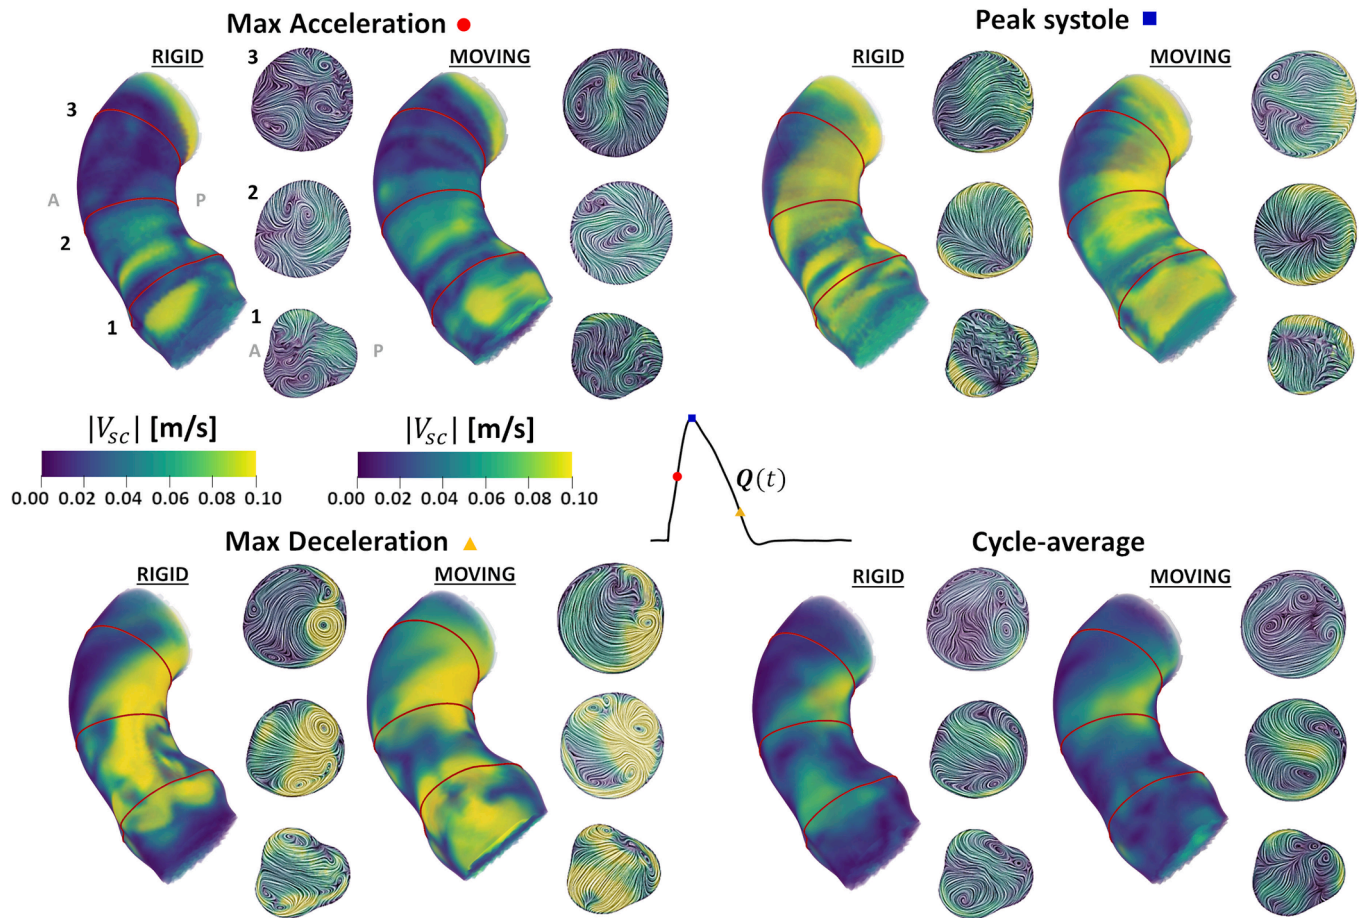 Max Acceleration
Peak systole
RIGID
3
MOVING
RIGID
MOVING
3
A
P
2
2
1
1
A
P
|V_sc| [m/s]
0.00 0.02 0.04 0.06 0.08 0.10
|V_sc| [m/s]
0.00 0.02 0.04 0.06 0.08 0.10
Q(t)
Max Deceleration
Cycle-average
RIGID
MOVING
RIGID
MOVING